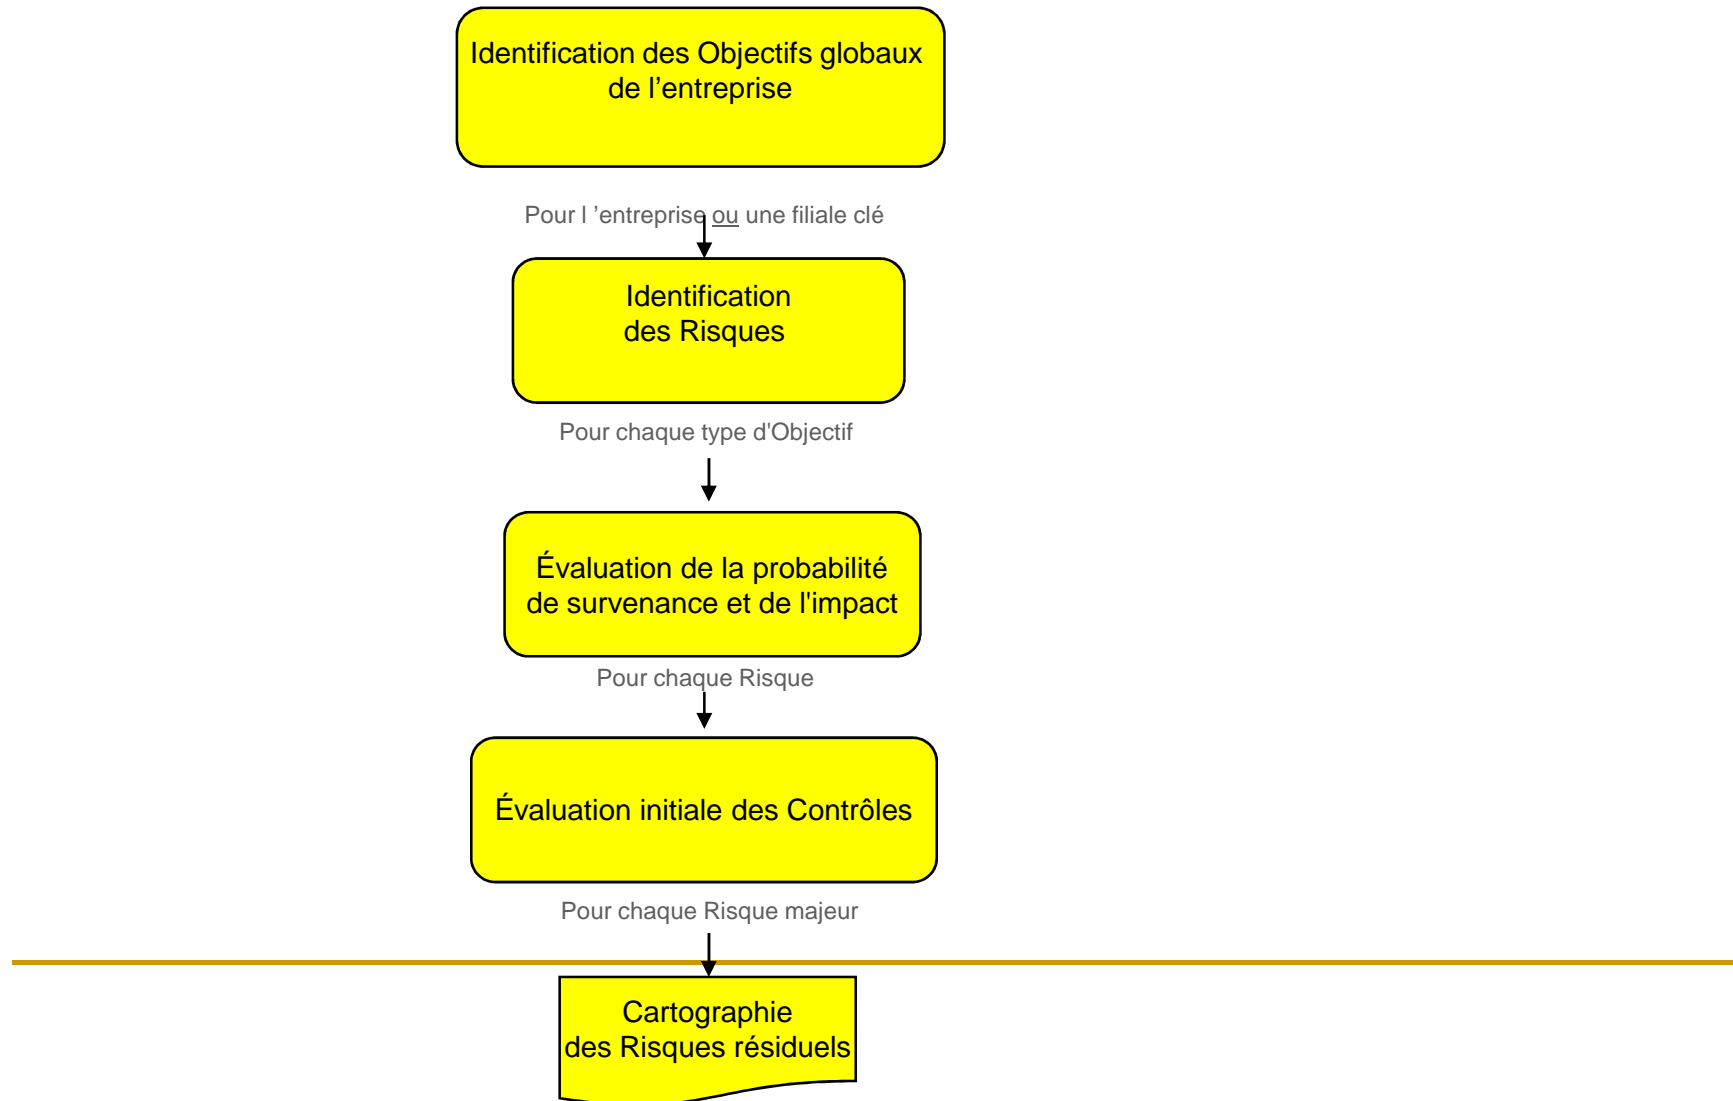 Identification des Objectifs globaux
de l’entreprise
Pour l ’entreprise ou une filiale clé
Identification
des Risques
Pour chaque type d'Objectif
Évaluation de la probabilité
de survenance et de l'impact
Pour chaque Risque
Évaluation initiale des Contrôles
Pour chaque Risque majeur
Cartographie
des Risques résiduels